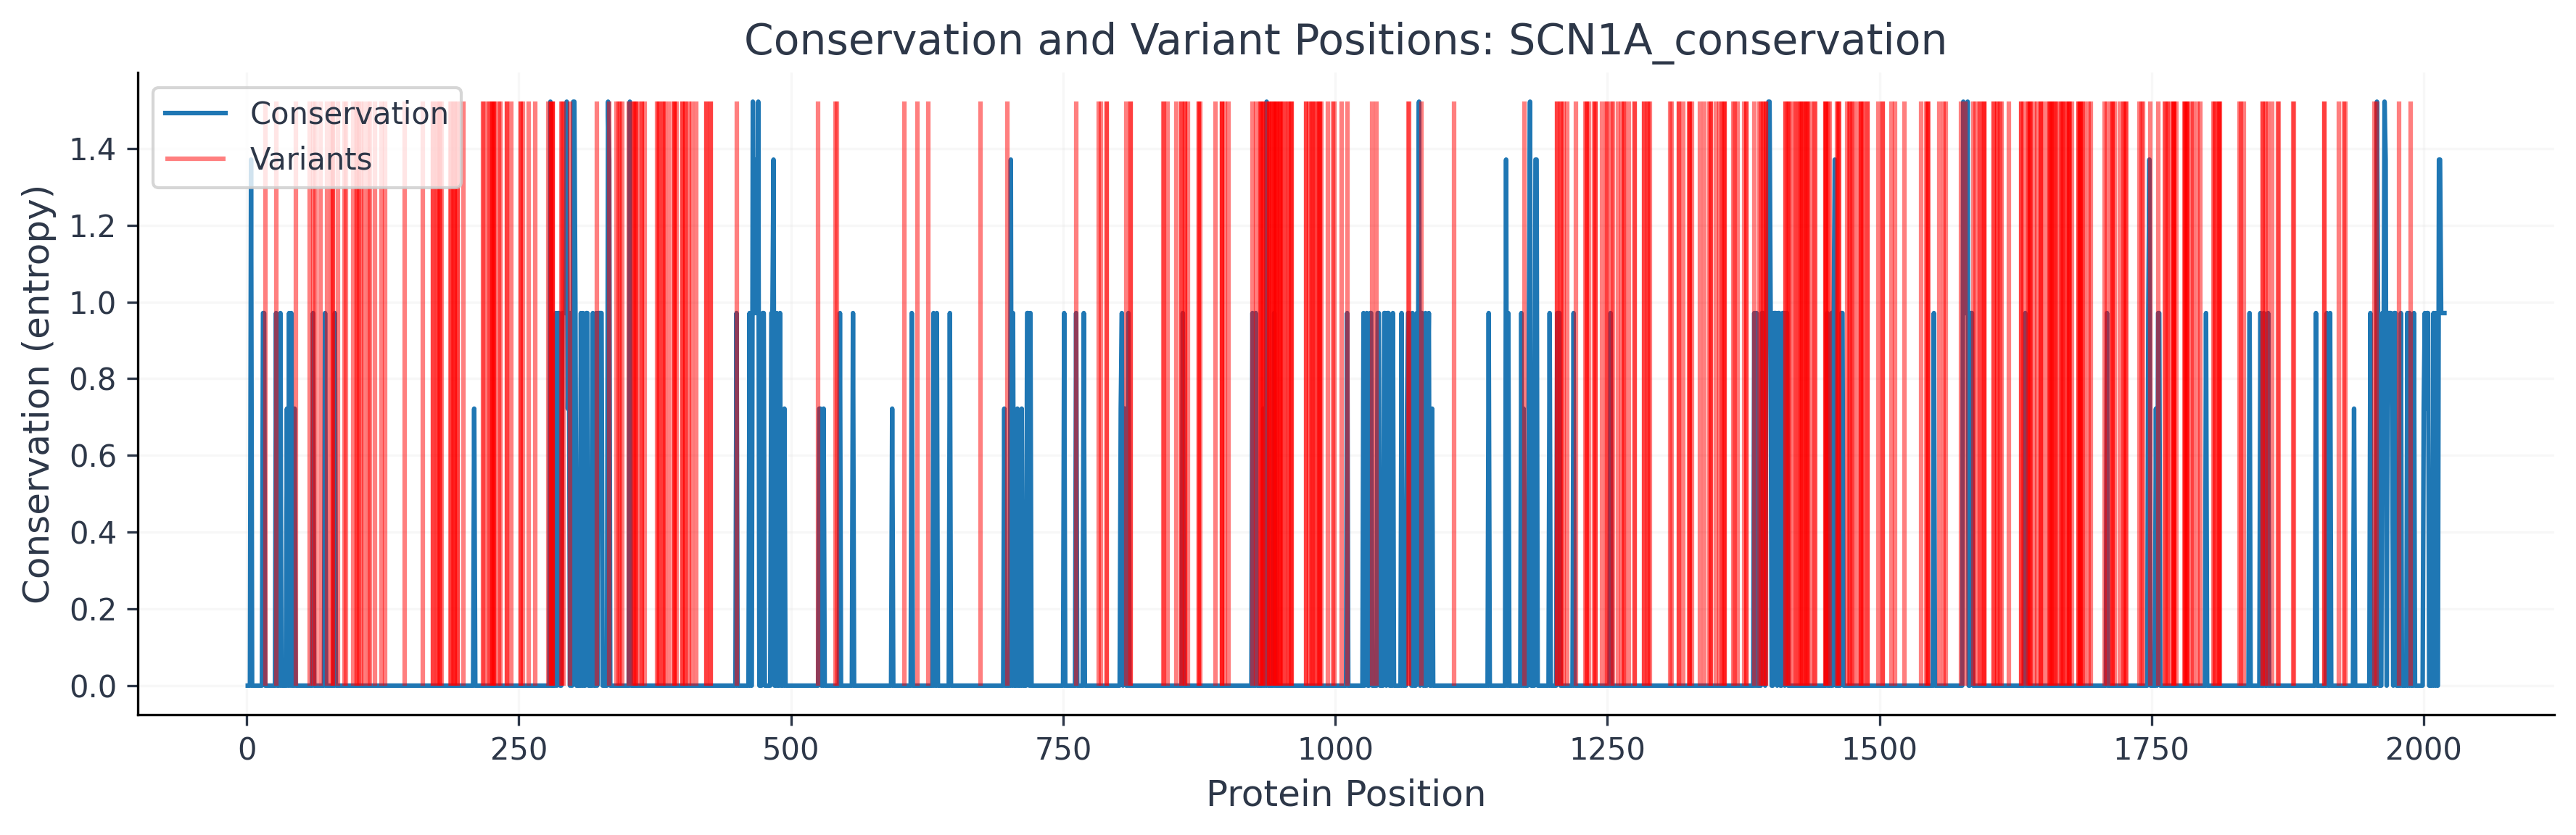 Conservation and Variant Positions: SCN1A_conservation
Conservation
Variants
Conservation (entropy)
1.4
1.2
1.0
0.8
0.6
0.4
0.2
0.0
0 250 500 750 1000 1250 1500 1750 2000
Protein Position